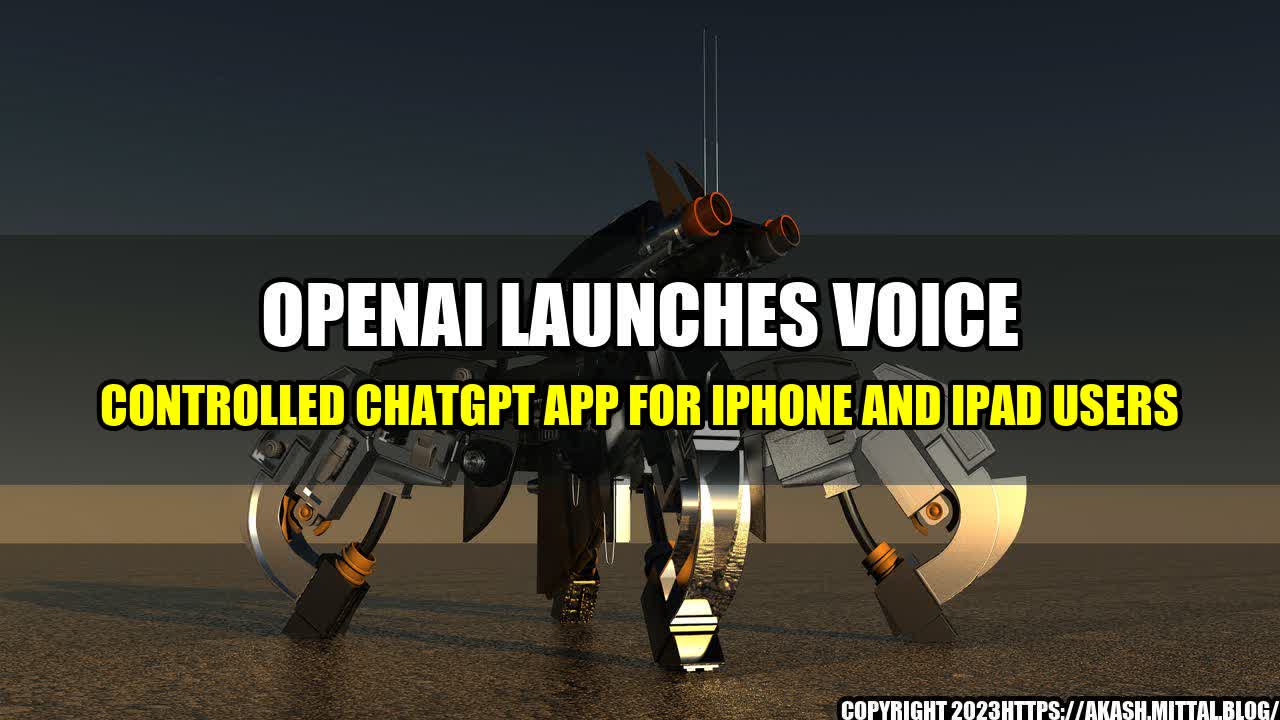 OPENAI LAUNCHES VOICE
CONTROLLED CHATGPT APP FOR IPHONE AND IPAD USERS
COPYRIGHT 2023HTTPS://AKASH.MITTAL.BLOG/